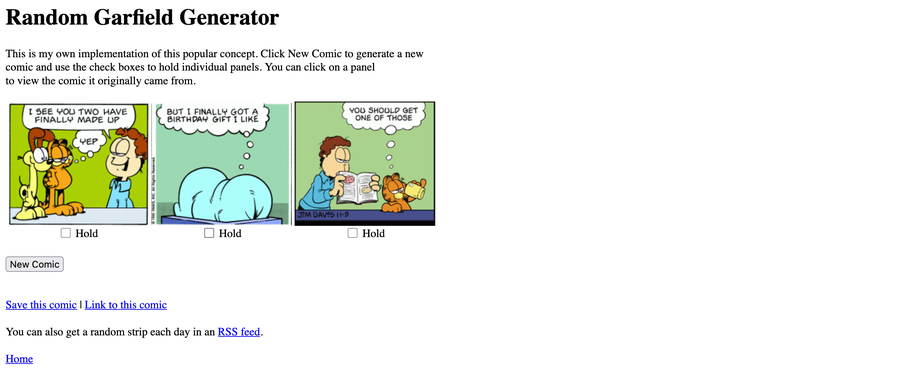 Random Garfield Generator
This is my own implementation of this popular concept. Click New Comic to generate a new
comic and use the check boxes to hold individual panels. You can click on a panel
to view the comic it originally came from.
I SEE YOU TWO HAVE
FINALLY MADE UP
YEP
BUT I FINALLY GOT A
BIRTHDAY GIFT I LIKE
YOU SHOULD GET
ONE OF THOSE
JIM DAVIS 11-9
Hold
Hold
Hold
New Comic
Save this comic | Link to this comic
You can also get a random strip each day in an RSS feed.
Home